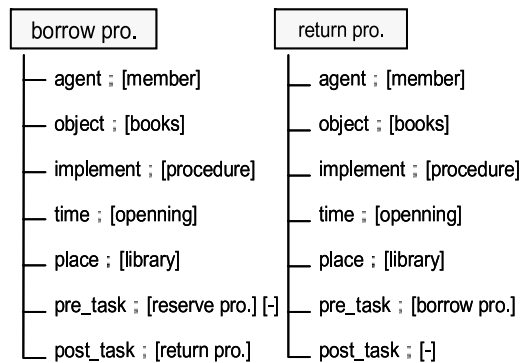 borrow pro.
agent ; [member]
object ; [books]
implement ; [procedure]
time ; [openning]
place ; [library]
pre_task ; [reserve pro.] [-]
post_task ; [return pro.]
return pro.
agent ; [member]
object ; [books]
implement ; [procedure]
time ; [openning]
place ; [library]
pre_task ; [borrow pro.]
post_task ; [-]